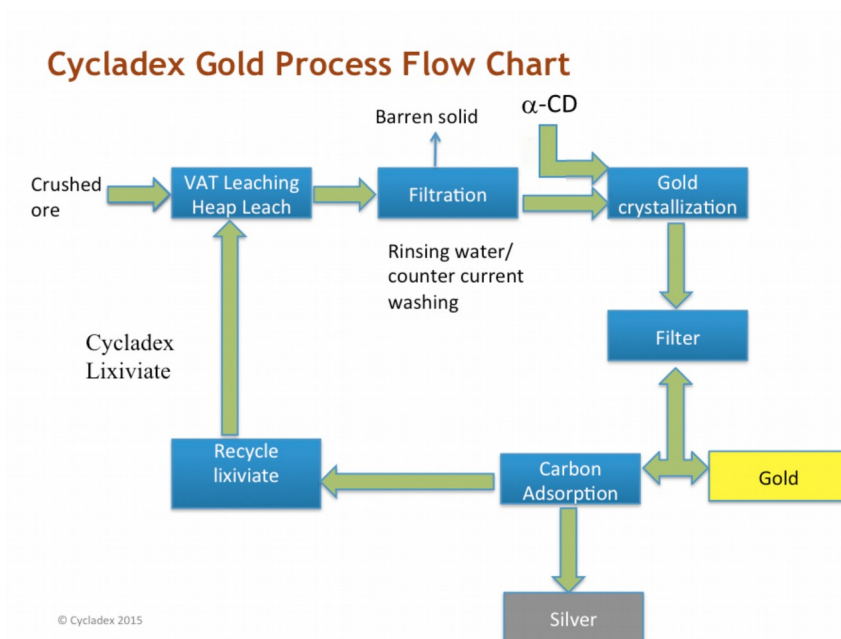 Cycladex Gold Process Flow Chart
α-CD
Barren solid
Crushed
ore
VAT Leaching
Heap Leach
Filtration
Gold
crystallization
Rinsing water/
counter current
washing
Filter
Cycladex
Lixiviate
Recycle
lixiviate
Carbon
Adsorption
Gold
Silver
© Cycladex 2015